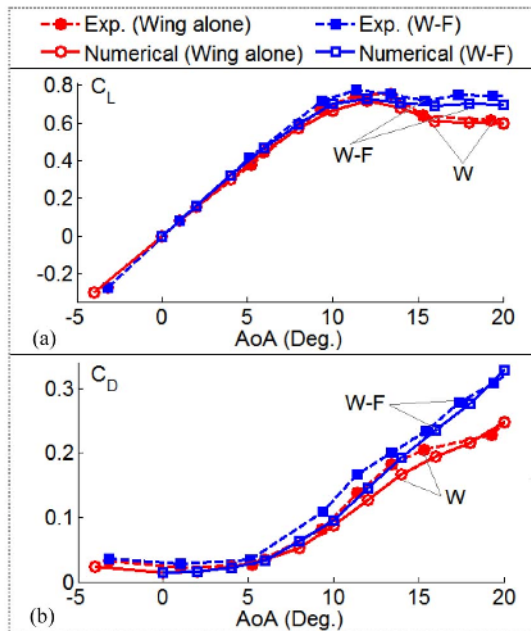 Exp. (Wing alone) Exp. (W-F)
Numerical (Wing alone) Numerical (W-F)
0.8 C_L
0.6
0.4 W-F W
0.2
0
-0.2
(a)
-5 0 5 10 15 20
AoA (Deg.)
C_D
0.3
W-F
0.2
W
0.1
0
(b)
-5 0 5 10 15 20
AoA (Deg.)